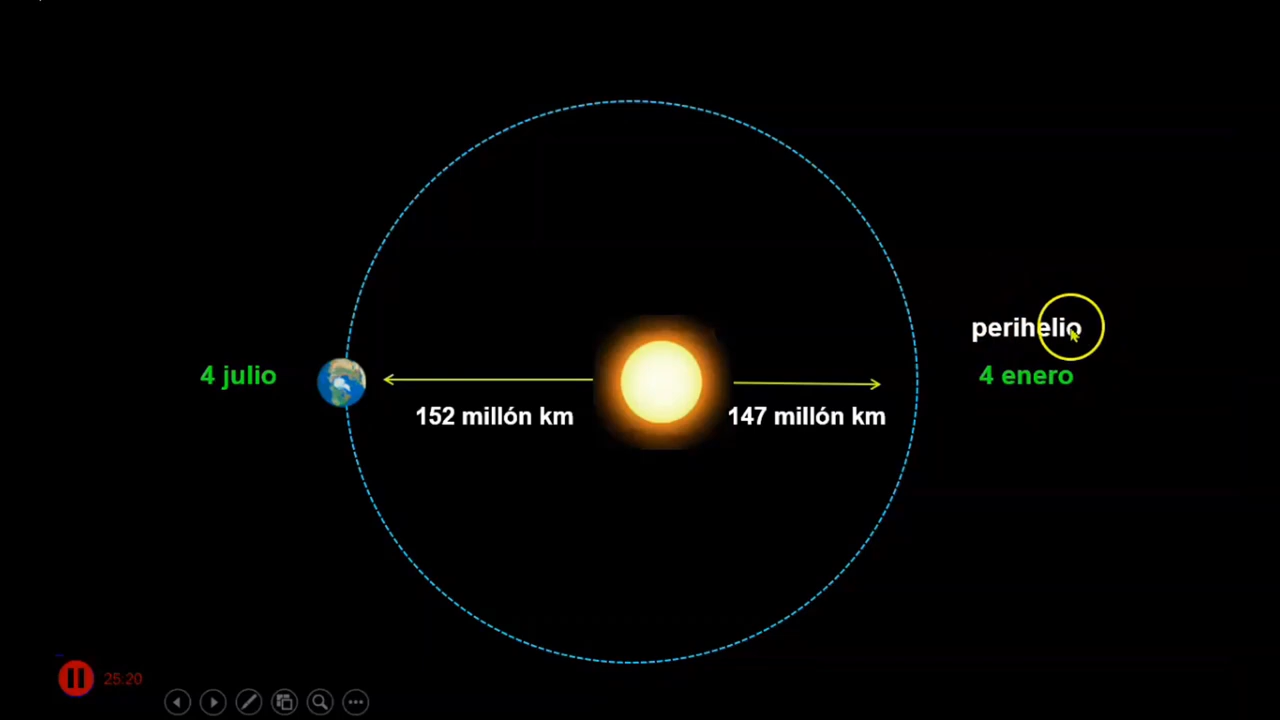 perihelio
4 julio
4 enero
152 millón km
147 millón km
25:20